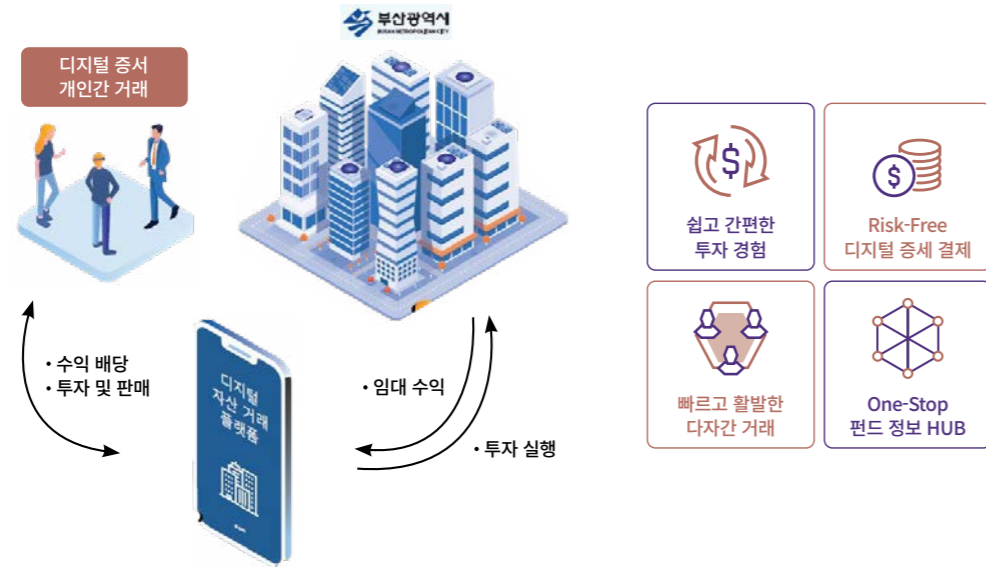 부산광역시
BUSAN METROPOLITAN CITY
디지털 증서
개인간 거래
• 수익 배당
• 투자 및 판매
디지털
자산 거래
플랫폼
• 임대 수익
• 투자 실행
쉽고 간편한
투자 경험
Risk-Free
디지털 증세 결제
빠르고 활발한
다자간 거래
One-Stop
펀드 정보 HUB